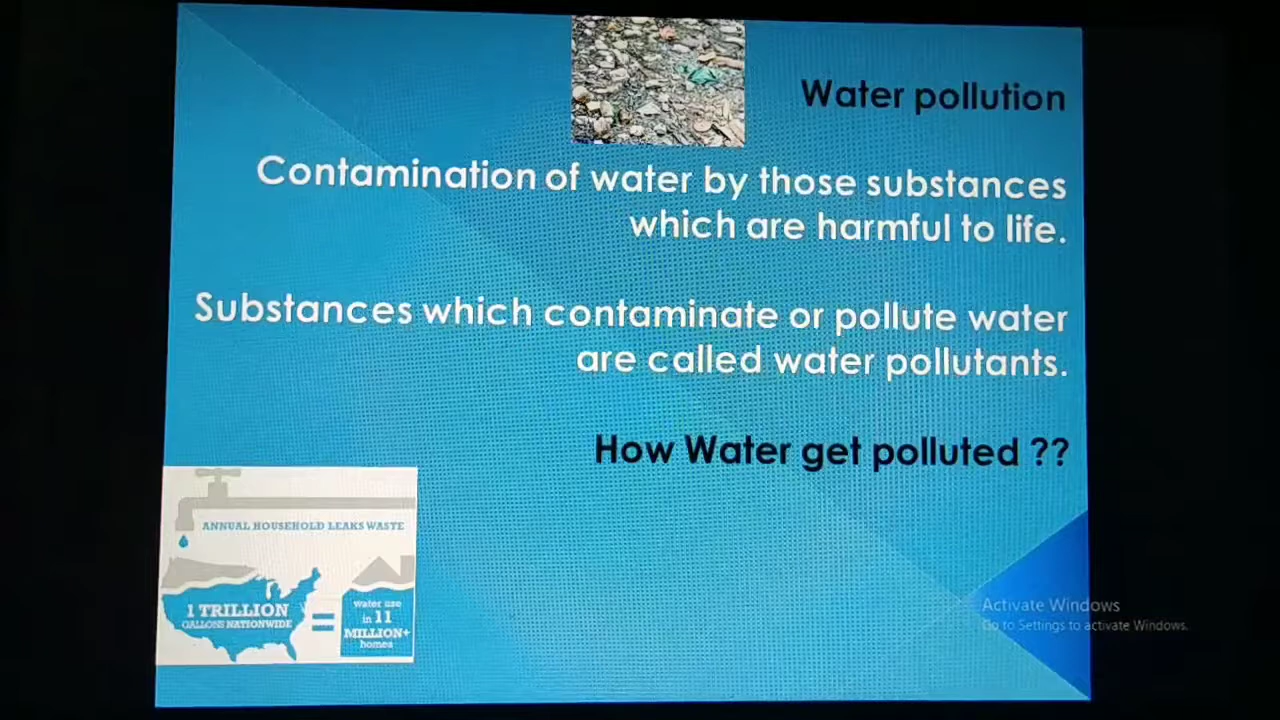 Water pollution
Contamination of water by those substances
which are harmful to life.
Substances which contaminate or pollute water
are called water pollutants.
How Water get polluted ??
ANNUAL HOUSEHOLD LEAKS WASTE
1 TRILLION
GALLONS NATIONWIDE
=
water use
in 11
MILLION+
homes
Activate Windows
Go to Settings to activate Windows.